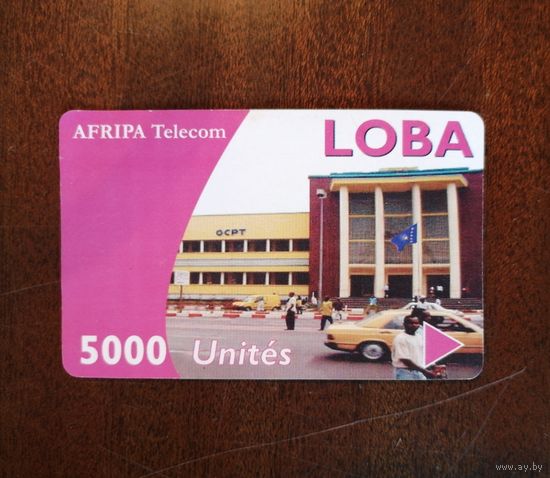 AFRIPA Telecom
LOBA
OCPT
5000 Unités
www.ay.by